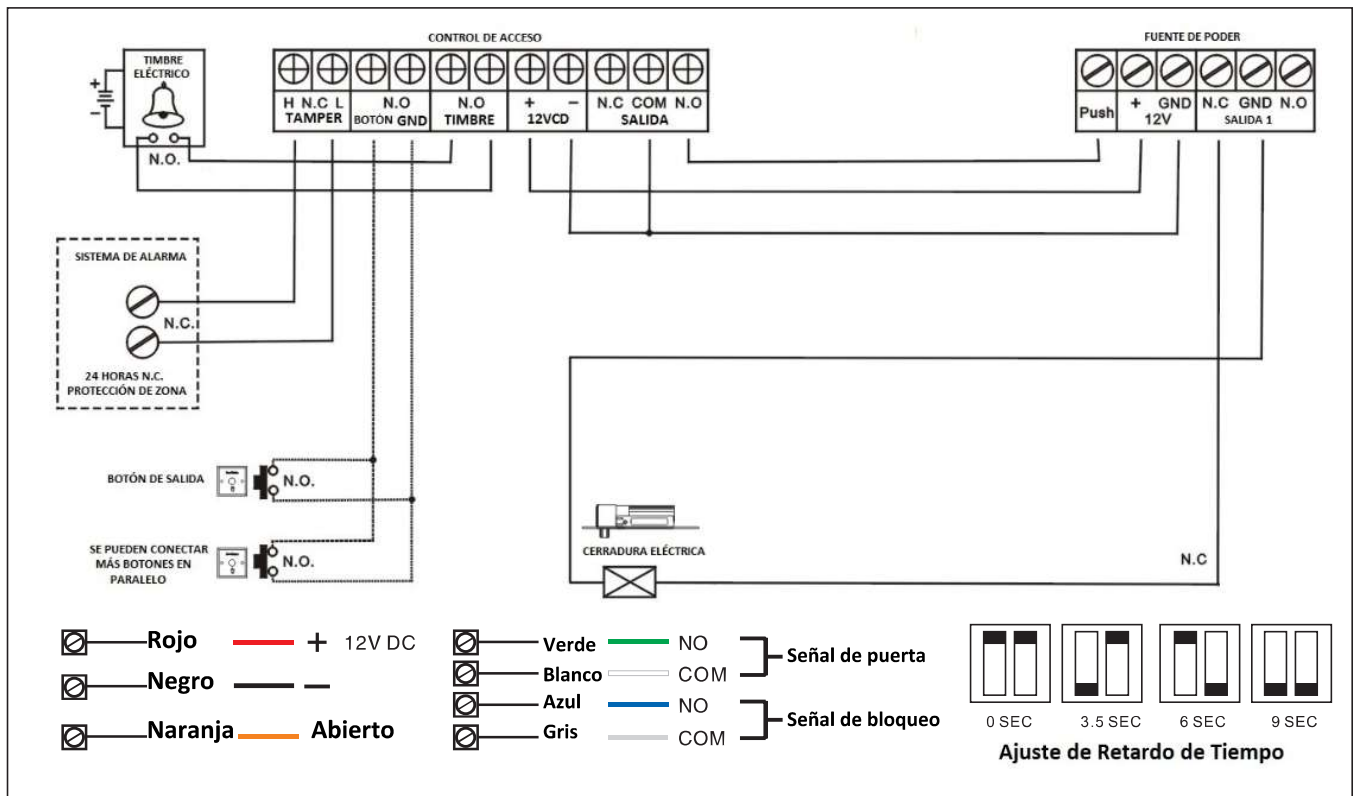 CONTROL DE ACCESO
FUENTE DE PODER
TIMBRE
ELÉCTRICO
+
−
N.O.
H N.C L
TAMPER
N.O
BOTÓN GND
N.O
TIMBRE
+ −
12VCD
N.C COM N.O
SALIDA
Push
+ GND
12V
N.C GND N.O
SALIDA 1
SISTEMA DE ALARMA
N.C.
24 HORAS N.C.
PROTECCIÓN DE ZONA
BOTÓN DE SALIDA
N.O.
SE PUEDEN CONECTAR
MÁS BOTONES EN
PARALELO
N.O.
CERRADURA ELÉCTRICA
N.C
Rojo + 12V DC
Negro −
Naranja Abierto
Verde NO
Blanco COM
Señal de puerta
Azul NO
Gris COM
Señal de bloqueo
0 SEC 3.5 SEC 6 SEC 9 SEC
Ajuste de Retardo de Tiempo